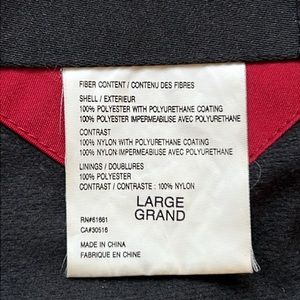 FIBER CONTENT / CONTENU DES FIBRES
SHELL / EXTERIEUR
100% POLYESTER WITH POLYURETHANE COATING
100% POLYESTER IMPERMEABILISE AVEC POLYURETHANE
CONTRAST
100% NYLON WITH POLYURETHANE COATING
100% NYLON IMPERMEABILISE AVEC POLYURETHANE
LININGS / DOUBLURES
100% POLYESTER
CONTRAST / CONTRASTE : 100% NYLON
LARGE
GRAND
RN#61661
CA#30516
MADE IN CHINA
FABRIQUE EN CHINE